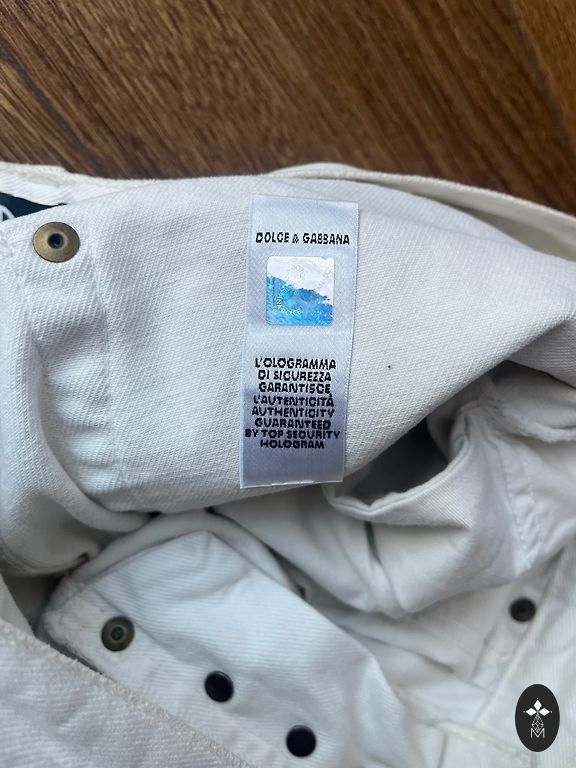 DOLCE & GABBANA
L'OLOGRAMMA
DI SICUREZZA
GARANTISCE
L'AUTENTICITÀ
AUTHENTICITY
GUARANTEED
BY TOP SECURITY
HOLOGRAM
M